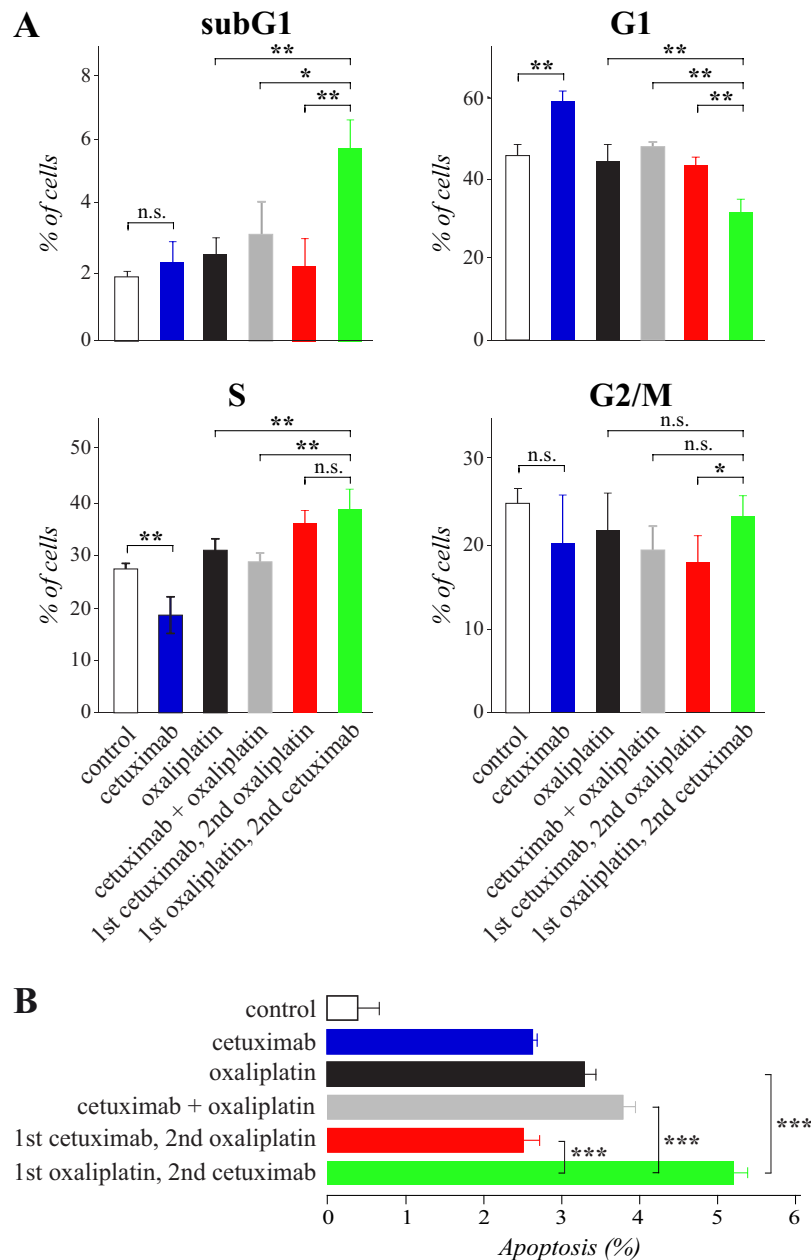 A
subG1
G1
% of cells
8
6
4
2
0
n.s.
**
*
**
% of cells
60
40
20
0
**
**
**
**
S
G2/M
% of cells
50
40
30
20
10
0
**
**
**
n.s.
% of cells
30
20
10
0
n.s.
n.s.
n.s.
*
control
cetuximab
oxaliplatin
cetuximab + oxaliplatin
1st cetuximab, 2nd oxaliplatin
1st oxaliplatin, 2nd cetuximab
control
cetuximab
oxaliplatin
cetuximab + oxaliplatin
1st cetuximab, 2nd oxaliplatin
1st oxaliplatin, 2nd cetuximab
B
control
cetuximab
oxaliplatin
cetuximab + oxaliplatin
1st cetuximab, 2nd oxaliplatin
1st oxaliplatin, 2nd cetuximab
***
***
***
0 1 2 3 4 5 6
Apoptosis (%)